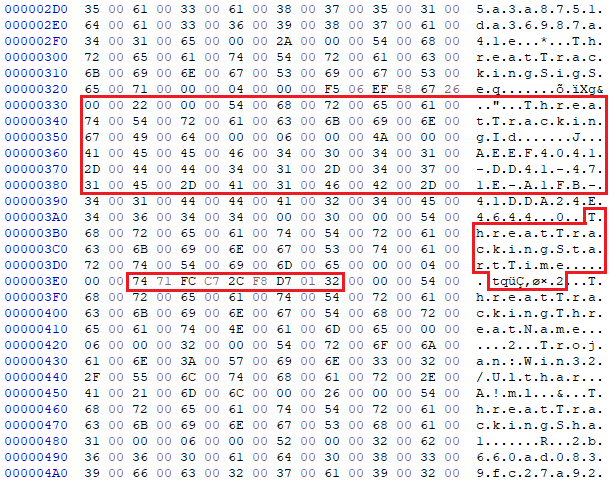 000002D0 35 00 61 00 33 00 61 00 38 00 37 00 35 00 31 00 5.a.3.a.8.7.5.1.
000002E0 64 00 61 00 33 00 36 00 39 00 38 00 37 00 61 00 d.a.3.6.9.8.7.a.
000002F0 34 00 31 00 65 00 00 00 2A 00 00 00 54 00 68 00 4.1.e...*...T.h.
00000300 72 00 65 00 61 00 74 00 54 00 72 00 61 00 63 00 r.e.a.t.T.r.a.c.
00000310 6B 00 69 00 6E 00 67 00 53 00 69 00 67 00 53 00 k.i.n.g.S.i.g.S.
00000320 65 00 71 00 00 00 04 00 00 00 F5 06 EF 58 67 26 e.q.......õ.ïXg&
00000330 00 00 22 00 00 00 54 00 68 00 72 00 65 00 61 00 .."...T.h.r.e.a.
00000340 74 00 54 00 72 00 61 00 63 00 6B 00 69 00 6E 00 t.T.r.a.c.k.i.n.
00000350 67 00 49 00 64 00 00 00 06 00 00 00 4A 00 00 00 g.I.d.......J...
00000360 41 00 45 00 45 00 46 00 34 00 30 00 34 00 31 00 A.E.E.F.4.0.4.1.
00000370 2D 00 44 00 44 00 34 00 31 00 2D 00 34 00 37 00 -.D.D.4.1.-.4.7.
00000380 31 00 45 00 2D 00 41 00 31 00 46 00 42 00 2D 00 1.E.-.A.1.F.B.-.
00000390 34 00 31 00 44 00 44 00 41 00 32 00 34 00 45 00 4.1.D.D.A.2.4.E.
000003A0 34 00 36 00 34 00 34 00 00 00 30 00 00 00 54 00 4.6.4.4...0...T.
000003B0 68 00 72 00 65 00 61 00 74 00 54 00 72 00 61 00 h.r.e.a.t.T.r.a.
000003C0 63 00 6B 00 69 00 6E 00 67 00 53 00 74 00 61 00 c.k.i.n.g.S.t.a.
000003D0 72 00 74 00 54 00 69 00 6D 00 65 00 00 00 04 00 r.t.T.i.m.e.....
000003E0 00 00 74 71 FC C7 2C F8 D7 01 32 00 00 00 54 00 ..tqüÇ,ø×.2...T.
000003F0 68 00 72 00 65 00 61 00 74 00 54 00 72 00 61 00 h.r.e.a.t.T.r.a.
00000400 63 00 6B 00 69 00 6E 00 67 00 54 00 68 00 72 00 c.k.i.n.g.T.h.r.
00000410 65 00 61 00 74 00 4E 00 61 00 6D 00 65 00 00 00 e.a.t.N.a.m.e...
00000420 06 00 00 00 32 00 00 00 54 00 72 00 6F 00 6A 00 ....2...T.r.o.j.
00000430 61 00 6E 00 3A 00 57 00 69 00 6E 00 33 00 32 00 a.n.:.W.i.n.3.2.
00000440 2F 00 55 00 6C 00 74 00 68 00 61 00 72 00 2E 00 /.U.l.t.h.a.r...
00000450 41 00 21 00 6D 00 6C 00 00 00 26 00 00 00 54 00 A.!.m.l...&...T.
00000460 68 00 72 00 65 00 61 00 74 00 54 00 72 00 61 00 h.r.e.a.t.T.r.a.
00000470 63 00 6B 00 69 00 6E 00 67 00 53 00 68 00 61 00 c.k.i.n.g.S.h.a.
00000480 31 00 00 00 06 00 00 00 52 00 00 00 32 00 62 00 1.......R...2.b.
00000490 36 00 36 00 30 00 61 00 64 00 30 00 38 00 33 00 6.6.0.a.d.0.8.3.
000004A0 39 00 66 00 63 00 32 00 37 00 61 00 39 00 32 00 9.f.c.2.7.a.9.2.